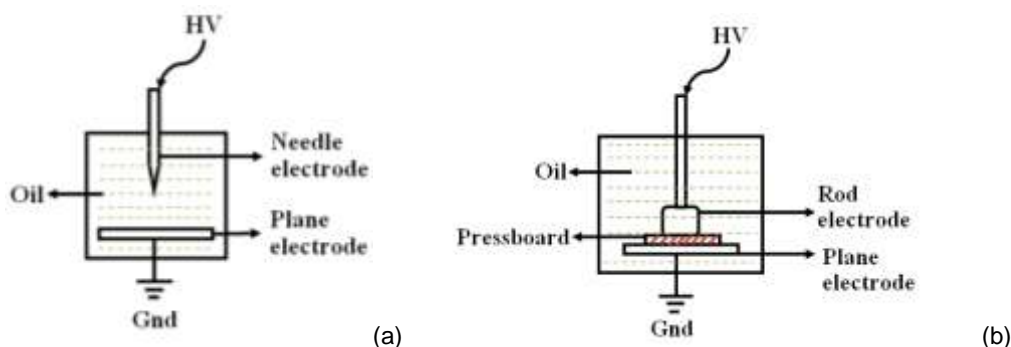 HV
Needle
electrode
Oil
Plane
electrode
Gnd
(a)
HV
Oil
Rod
electrode
Pressboard
Plane
electrode
Gnd
(b)